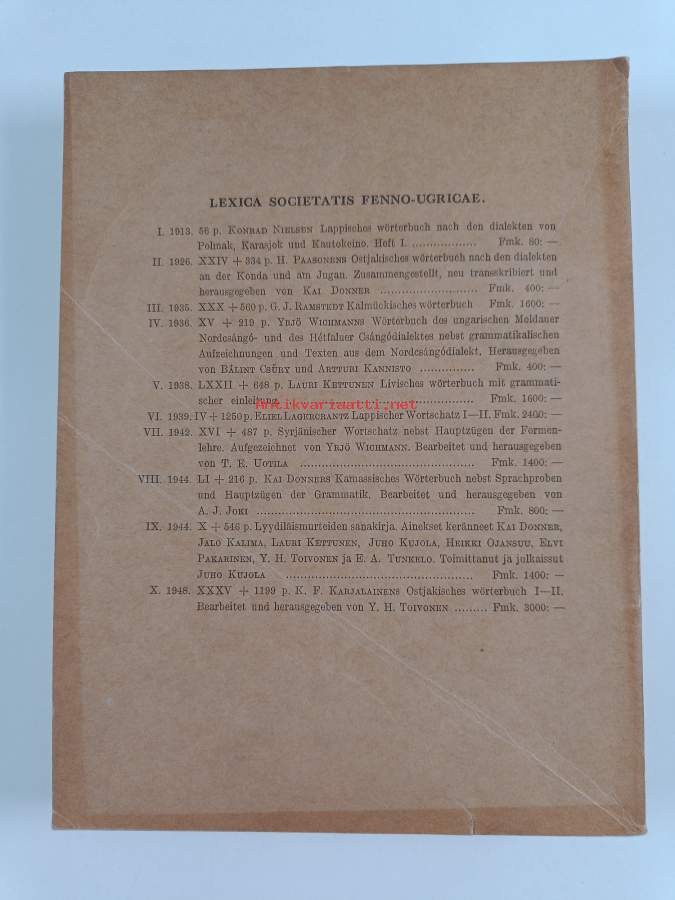 LEXICA SOCIETATIS FENNO-UGRICAE.
I. 1913. 56 p. KONRAD NIELSEN Lappisches wörterbuch nach den dialekten von
Polmak, Karasjok und Kautokeino. Heft I. ................... Fmk. 80: —
II. 1926. XXIV + 334 p. H. PAASONENS Ostjakisches wörterbuch nach den dialekten
an der Konda und am Jugan. Zusammengestellt, neu transskribiert und
herausgegeben von KAI DONNER ............................. Fmk. 400: —
III. 1935. XXX + 560 p. G. J. RAMSTEDT Kalmückisches wörterbuch Fmk. 1600: —
IV. 1936. XV + 219 p. YRJÖ WICHMANNS Wörterbuch des ungarischen Moldauer
Nordcsángó- und des Hétfaluer Csángódialektes nebst grammatikalischen
Aufzeichnungen und Texten aus dem Nordcsángódialekt. Herausgegeben
von BÁLINT CSŰRY und ARTTURI KANNISTO ............... Fmk. 400: —
V. 1938. LXXII + 648 p. LAURI KETTUNEN Livisches wörterbuch mit grammati-
scher einleitung ................................................. Fmk. 1600: —
Antikvariaatti.net
VI. 1939. IV + 1250 p. ELIEL LAGERCRANTZ Lappischer Wortschatz I—II. Fmk. 2400: —
VII. 1942. XVI + 487 p. Syrjänischer Wortschatz nebst Hauptzügen der Formen-
lehre. Aufgezeichnet von YRJÖ WICHMANN. Bearbeitet und herausgegeben
von T. E. UOTILA ................................................ Fmk. 1400: —
VIII. 1944. LI + 216 p. KAI DONNERS Kamassisches Wörterbuch nebst Sprachproben
und Hauptzügen der Grammatik. Bearbeitet und herausgegeben von
A. J. JOKI ...................................................... Fmk. 800: —
IX. 1944. X + 546 p. Lyydiläismurteiden sanakirja. Ainekset keränneet KAI DONNER,
JALO KALIMA, LAURI KETTUNEN, JUHO KUJOLA, HEIKKI OJANSUU, ELVI
PAKARINEN, Y. H. TOIVONEN ja E. A. TUNKELO. Toimittanut ja julkaissut
JUHO KUJOLA .................................................... Fmk. 1400: —
X. 1948. XXXV + 1199 p. K. F. KARJALAINENS Ostjakisches wörterbuch I—II.
Bearbeitet und herausgegeben von Y. H. TOIVONEN ......... Fmk. 3000: —